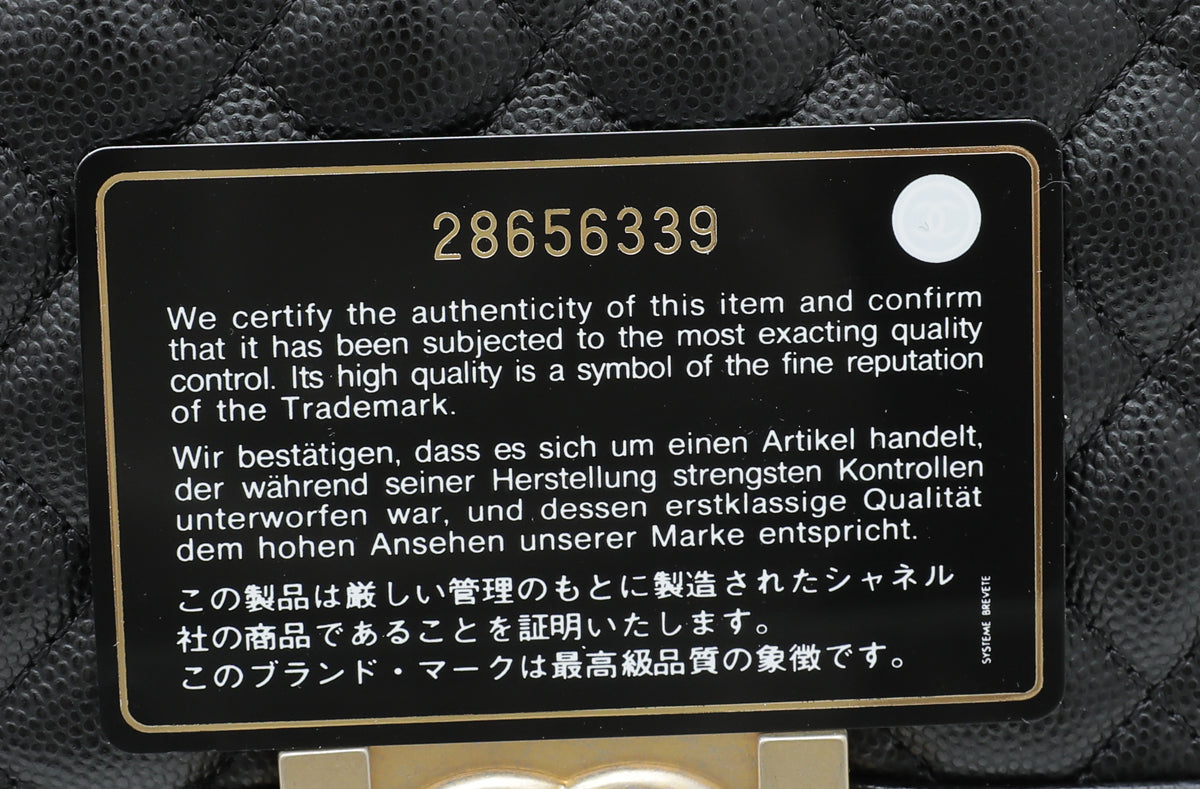 28656339
We certify the authenticity of this item and confirm
that it has been subjected to the most exacting quality
control. Its high quality is a symbol of the fine reputation
of the Trademark.
Wir bestätigen, dass es sich um einen Artikel handelt,
der während seiner Herstellung strengsten Kontrollen
unterworfen war, und dessen erstklassige Qualität
dem hohen Ansehen unserer Marke entspricht.
この製品は厳しい管理のもとに製造されたシャネル
社の商品であることを証明いたします。
このブランド・マークは最高級品質の象徴です。
SYSTEME BREVETE